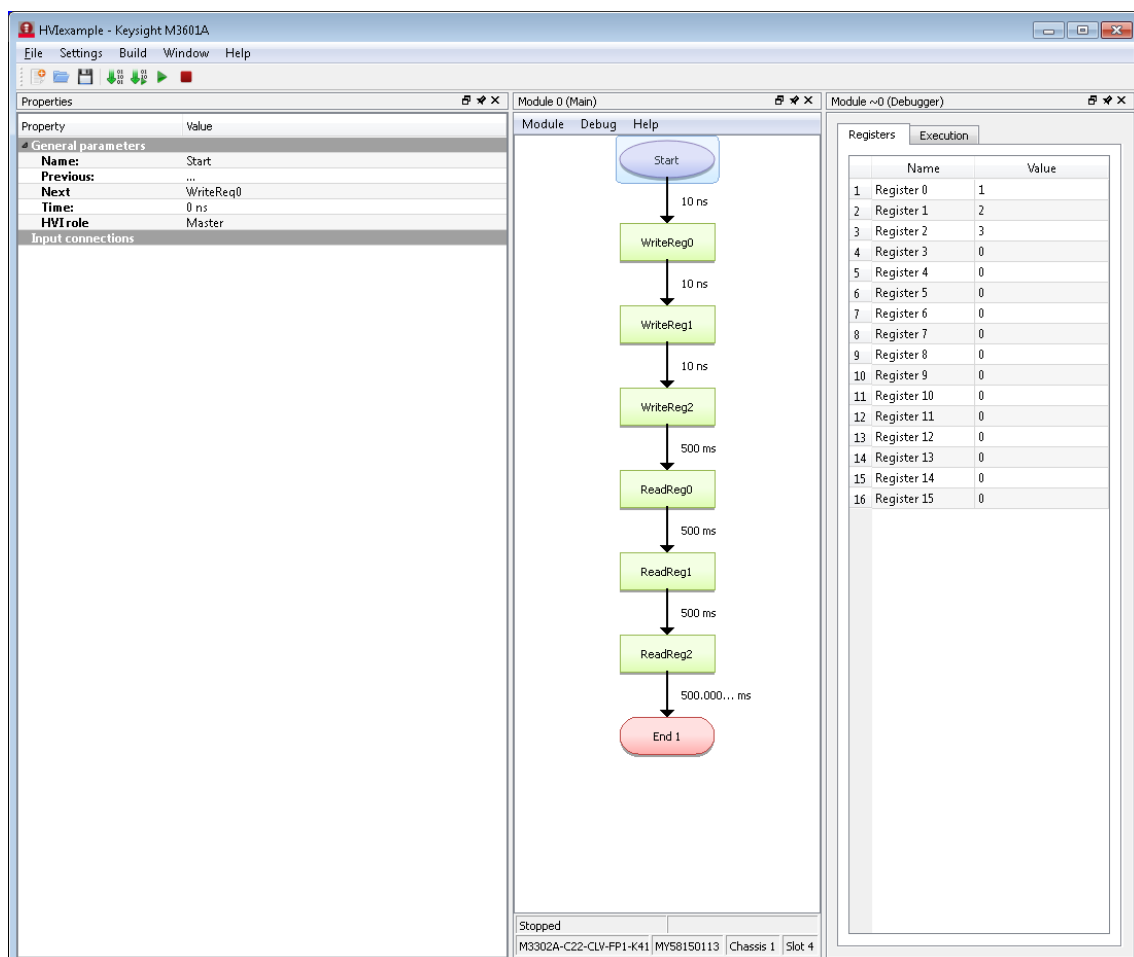 HVIexample - Keysight M3601A
File Settings Build Window Help
Properties
Property Value
General parameters
Name: Start
Previous: ...
Next WriteReg0
Time: 0 ns
HVI role Master
Input connections
Module 0 (Main)
Module Debug Help
Start
10 ns
WriteReg0
10 ns
WriteReg1
10 ns
WriteReg2
500 ms
ReadReg0
500 ms
ReadReg1
500 ms
ReadReg2
500.000... ms
End 1
Stopped
M3302A-C22-CLV-FP1-K41 MY58150113 Chassis 1 Slot 4
Module ~0 (Debugger)
Registers Execution
Name Value
1 Register 0 1
2 Register 1 2
3 Register 2 3
4 Register 3 0
5 Register 4 0
6 Register 5 0
7 Register 6 0
8 Register 7 0
9 Register 8 0
10 Register 9 0
11 Register 10 0
12 Register 11 0
13 Register 12 0
14 Register 13 0
15 Register 14 0
16 Register 15 0